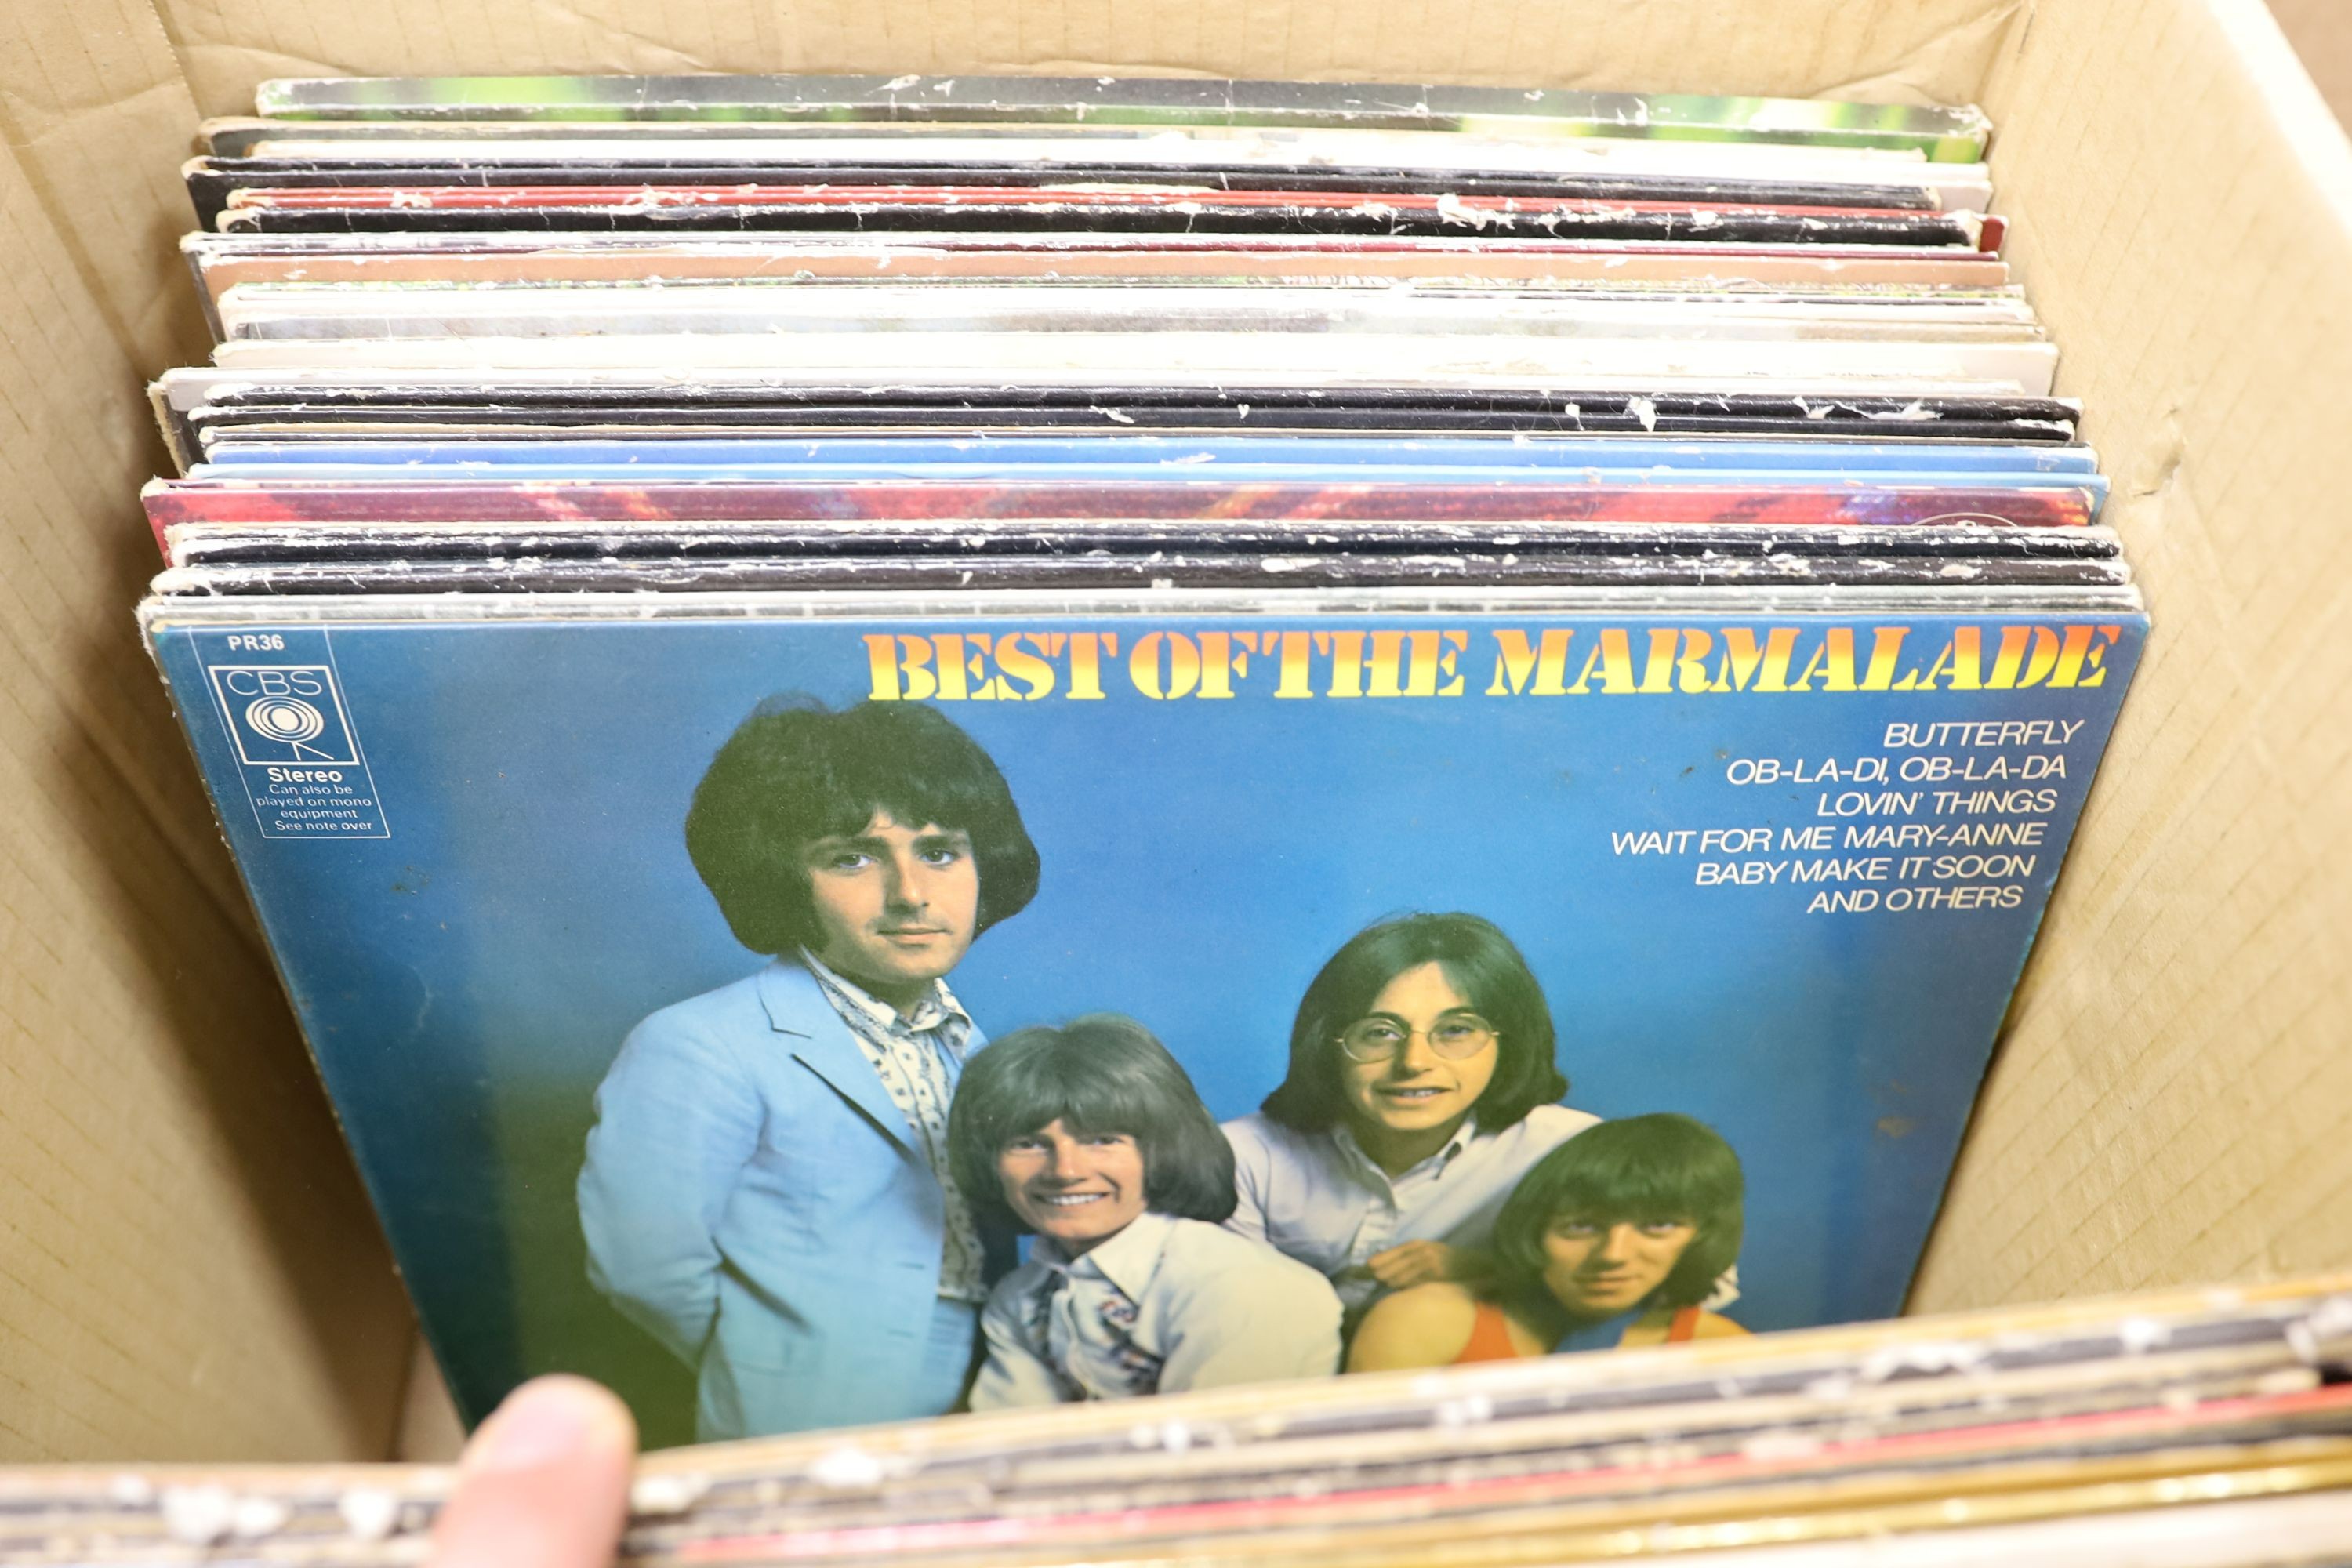 PR36
CBS
Stereo
Can also be
played on mono
equipment
See note over
BEST OF THE MARMALADE
BUTTERFLY
OB-LA-DI, OB-LA-DA
LOVIN' THINGS
WAIT FOR ME MARY-ANNE
BABY MAKE IT SOON
AND OTHERS